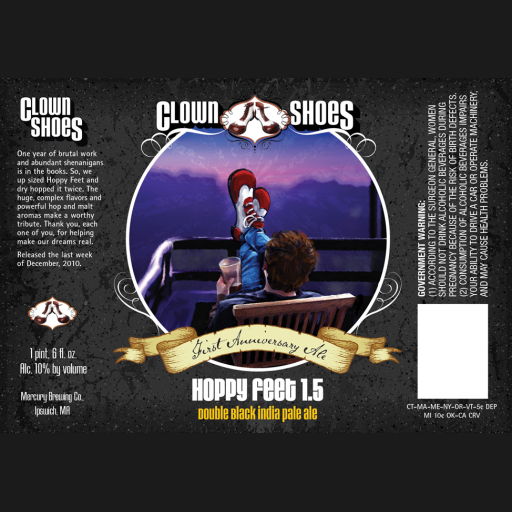 CLOWN
SHOES
One year of brutal work
and abundant shenanigans
is in the books. So, we
up sized Hoppy Feet and
dry hopped it twice. The
huge, complex flavors and
powerful hop and malt
aromas make a worthy
tribute. Thank you, each
one of you, for helping
make our dreams real.
Released the last week
of December, 2010.
1 pint, 6 fl. oz.
Alc. 10% by volume
Mercury Brewing Co.
Ipswich, MA
CLOWN SHOES
First Anniversary Ale
HOPPY FEET 1.5
DOUBLE BLACK INDIA PALE ALE
GOVERNMENT WARNING:
(1) ACCORDING TO THE SURGEON GENERAL, WOMEN
SHOULD NOT DRINK ALCOHOLIC BEVERAGES DURING
PREGNANCY BECAUSE OF THE RISK OF BIRTH DEFECTS.
(2) CONSUMPTION OF ALCOHOLIC BEVERAGES IMPAIRS
YOUR ABILITY TO DRIVE A CAR OR OPERATE MACHINERY,
AND MAY CAUSE HEALTH PROBLEMS.
CT-MA-ME-NY-OR-VT-5¢ DEP
MI 10¢ OK-CA CRV